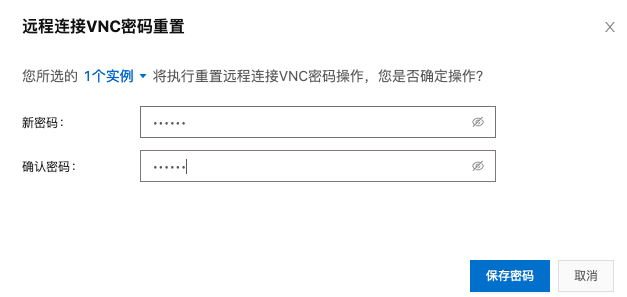 远程连接VNC密码重置
您所选的 1个实例 将执行重置远程连接VNC密码操作，您是否确定操作？
新密码：
••••••
确认密码：
••••••
保存密码 取消